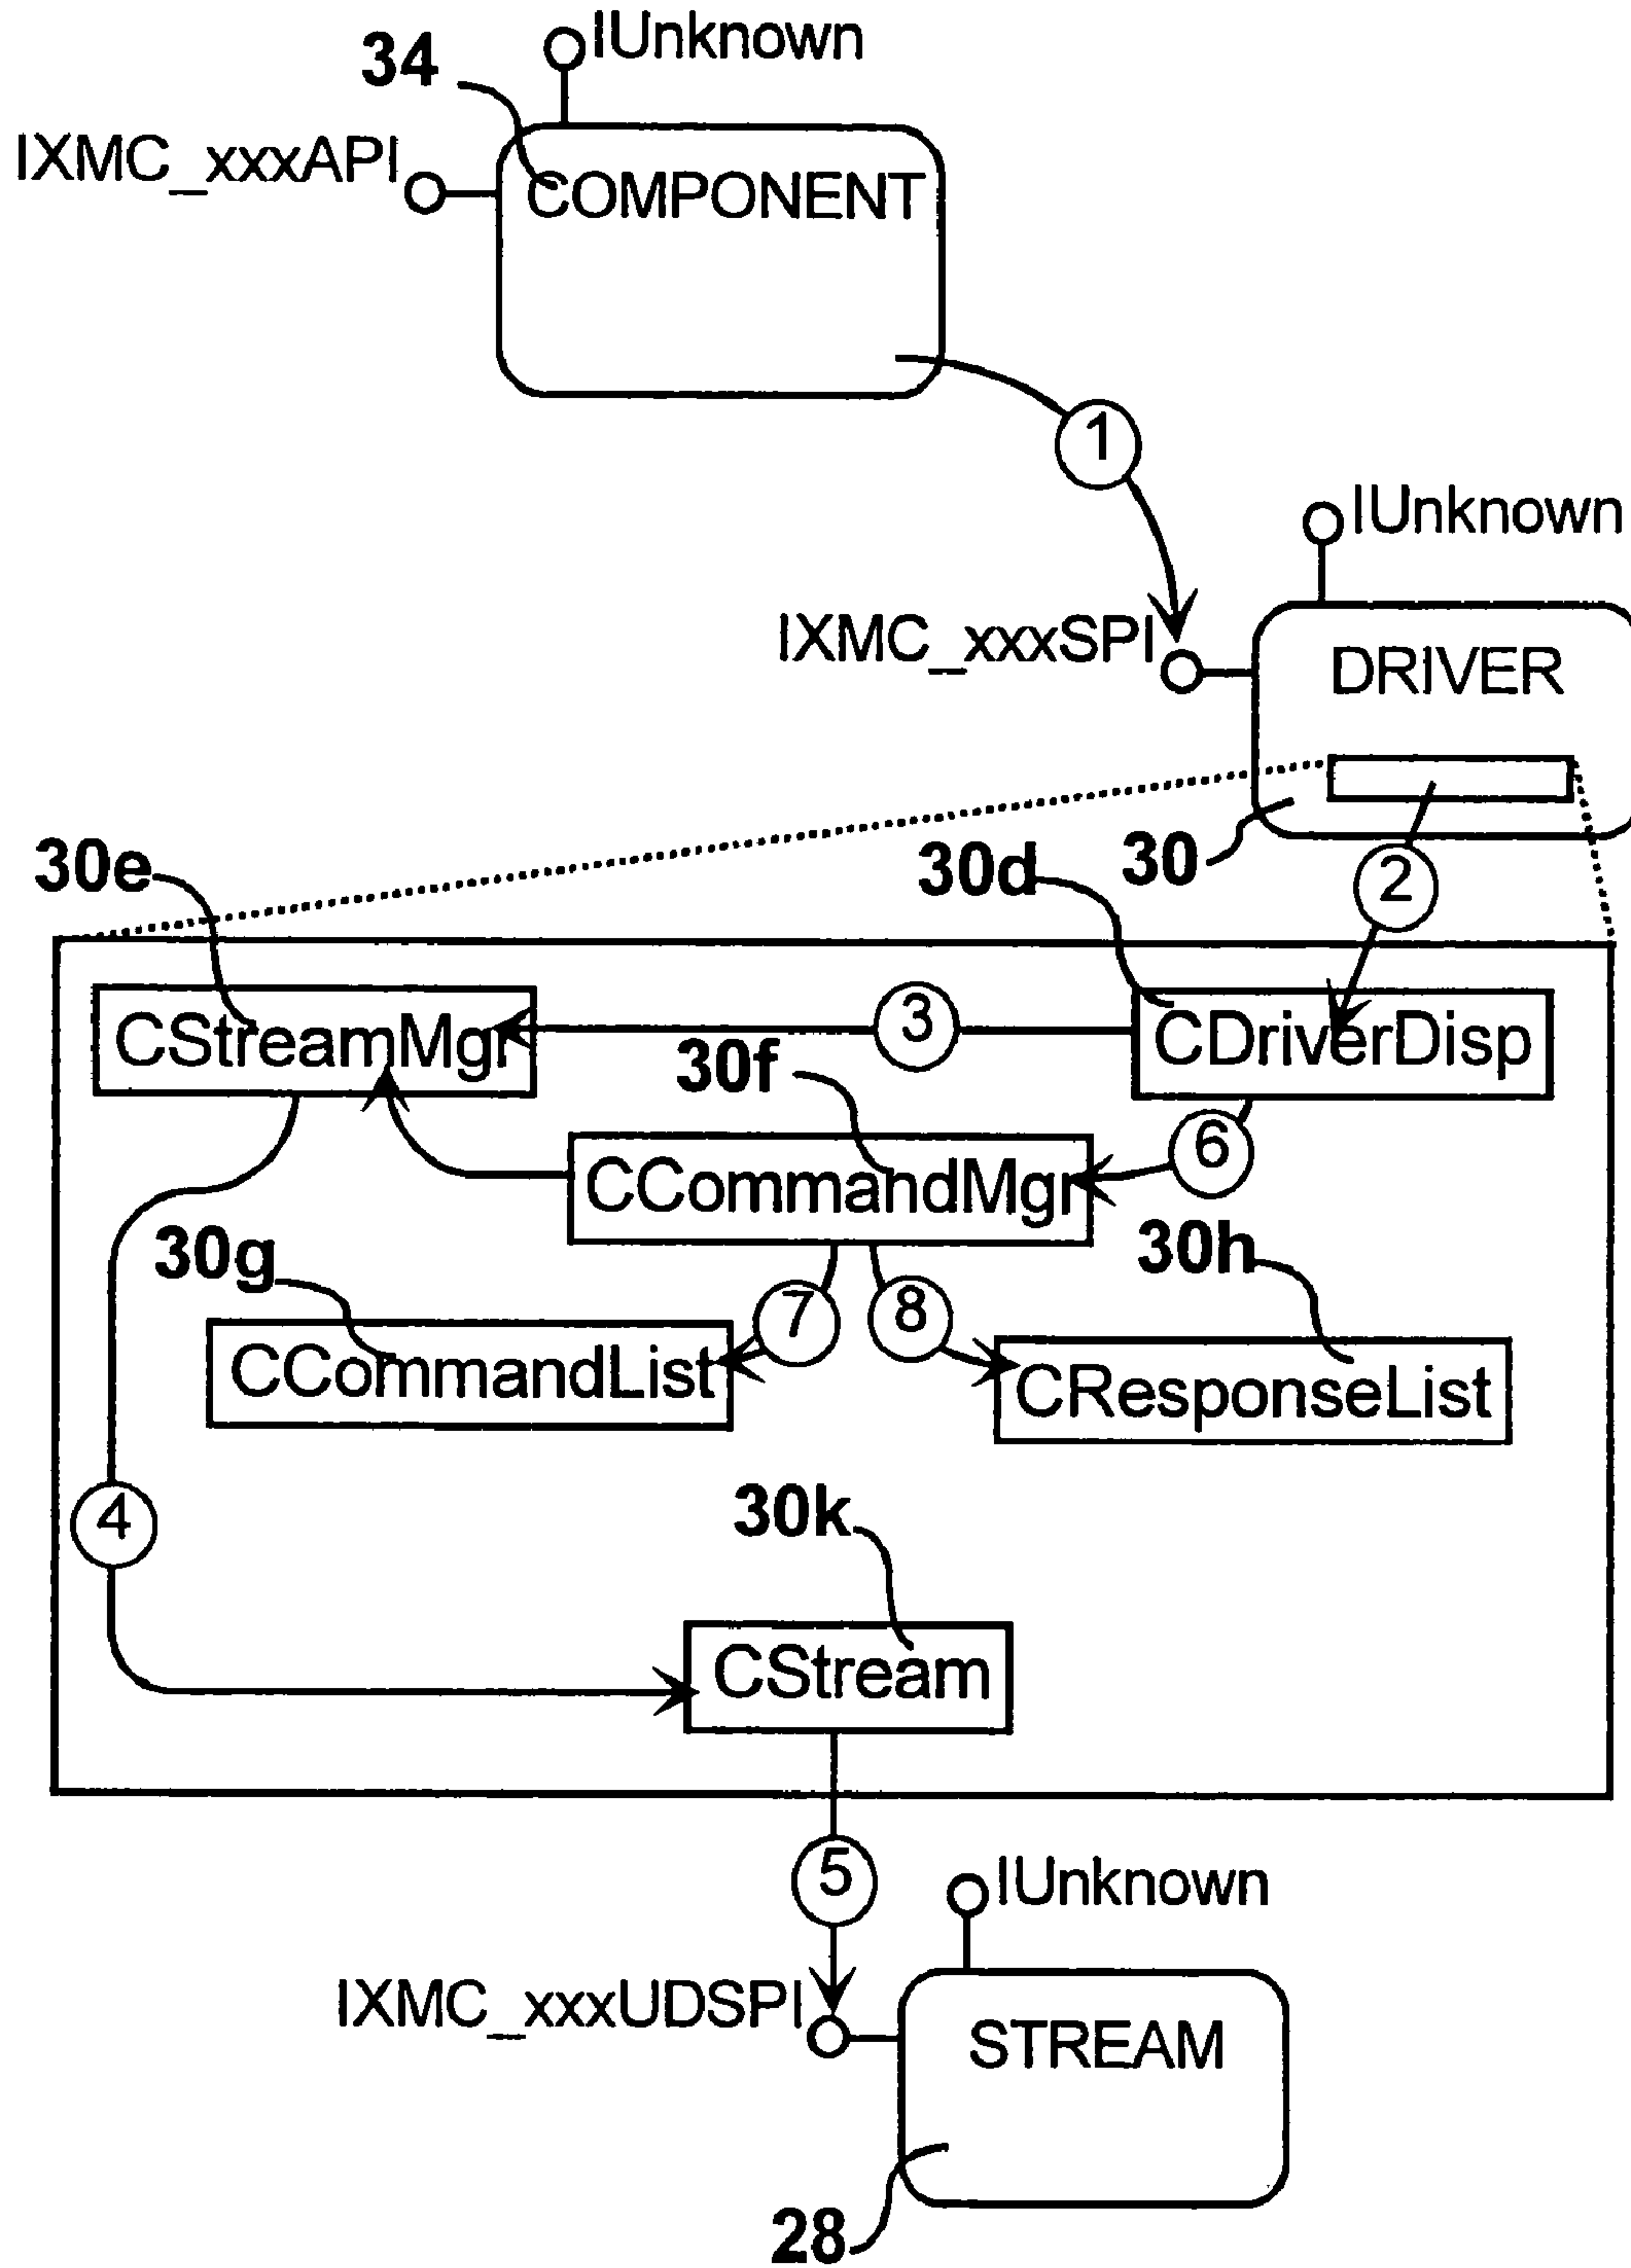 IUnknown
34
IXMC_xxxAPI
COMPONENT
1
IUnknown
IXMC_xxxSPI
DRIVER
30e
30d
30
2
CStreamMgr
3
CDriverDisp
30f
6
CCommandMgr
30g
30h
7
8
CCommandList
CResponseList
4
30k
CStream
5
IUnknown
IXMC_xxxUDSPI
STREAM
28